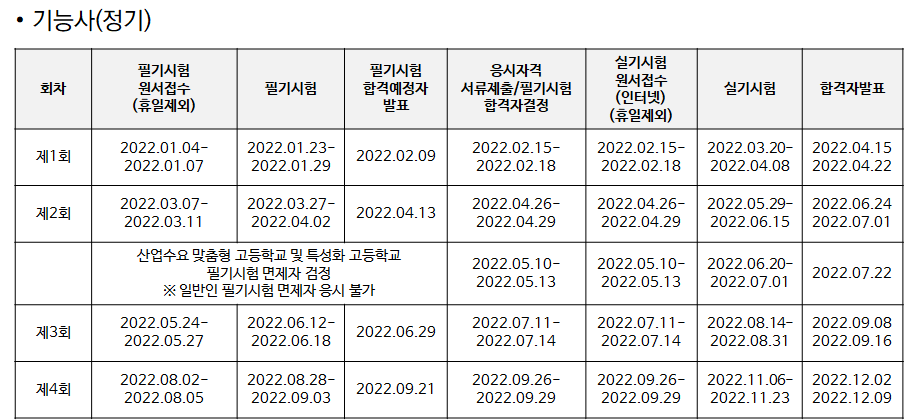 • 기능사(정기)
회차
필기시험
원서접수
(휴일제외)
필기시험
필기시험
합격예정자
발표
응시자격
서류제출/필기시험
합격자결정
실기시험
원서접수
(인터넷)
(휴일제외)
실기시험
합격자발표
제1회
2022.01.04-
2022.01.07
2022.01.23-
2022.01.29
2022.02.09
2022.02.15-
2022.02.18
2022.02.15-
2022.02.18
2022.03.20-
2022.04.08
2022.04.15
2022.04.22
제2회
2022.03.07-
2022.03.11
2022.03.27-
2022.04.02
2022.04.13
2022.04.26-
2022.04.29
2022.04.26-
2022.04.29
2022.05.29-
2022.06.15
2022.06.24
2022.07.01
산업수요 맞춤형 고등학교 및 특성화 고등학교
필기시험 면제자 검정
※ 일반인 필기시험 면제자 응시 불가
2022.05.10-
2022.05.13
2022.05.10-
2022.05.13
2022.06.20-
2022.07.01
2022.07.22
제3회
2022.05.24-
2022.05.27
2022.06.12-
2022.06.18
2022.06.29
2022.07.11-
2022.07.14
2022.07.11-
2022.07.14
2022.08.14-
2022.08.31
2022.09.08
2022.09.16
제4회
2022.08.02-
2022.08.05
2022.08.28-
2022.09.03
2022.09.21
2022.09.26-
2022.09.29
2022.09.26-
2022.09.29
2022.11.06-
2022.11.23
2022.12.02
2022.12.09